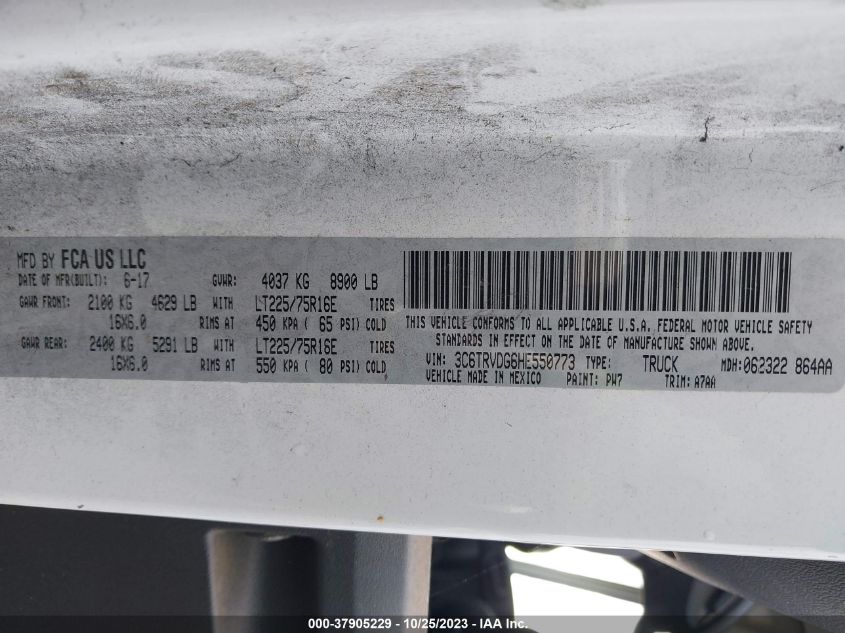 MFD BY FCA US LLC
DATE OF MFR(BUILT): 6-17 GVWR: 4037 KG 8900 LB
GAWR FRONT: 2100 KG 4629 LB WITH LT225/75R16E TIRES
16X6.0 RIMS AT 450 KPA ( 65 PSI) COLD
GAWR REAR: 2400 KG 5291 LB WITH LT225/75R16E TIRES
16X6.0 RIMS AT 550 KPA ( 80 PSI) COLD
THIS VEHICLE CONFORMS TO ALL APPLICABLE U.S.A. FEDERAL MOTOR VEHICLE SAFETY
STANDARDS IN EFFECT ON THE DATE OF MANUFACTURE SHOWN ABOVE.
VIN: 3C6TRVDG6HE550773 TYPE: TRUCK MDH:062322 864AA
VEHICLE MADE IN MEXICO PAINT: PW7 TRIM: A7AA
000-37905229 - 10/25/2023 - IAA Inc.